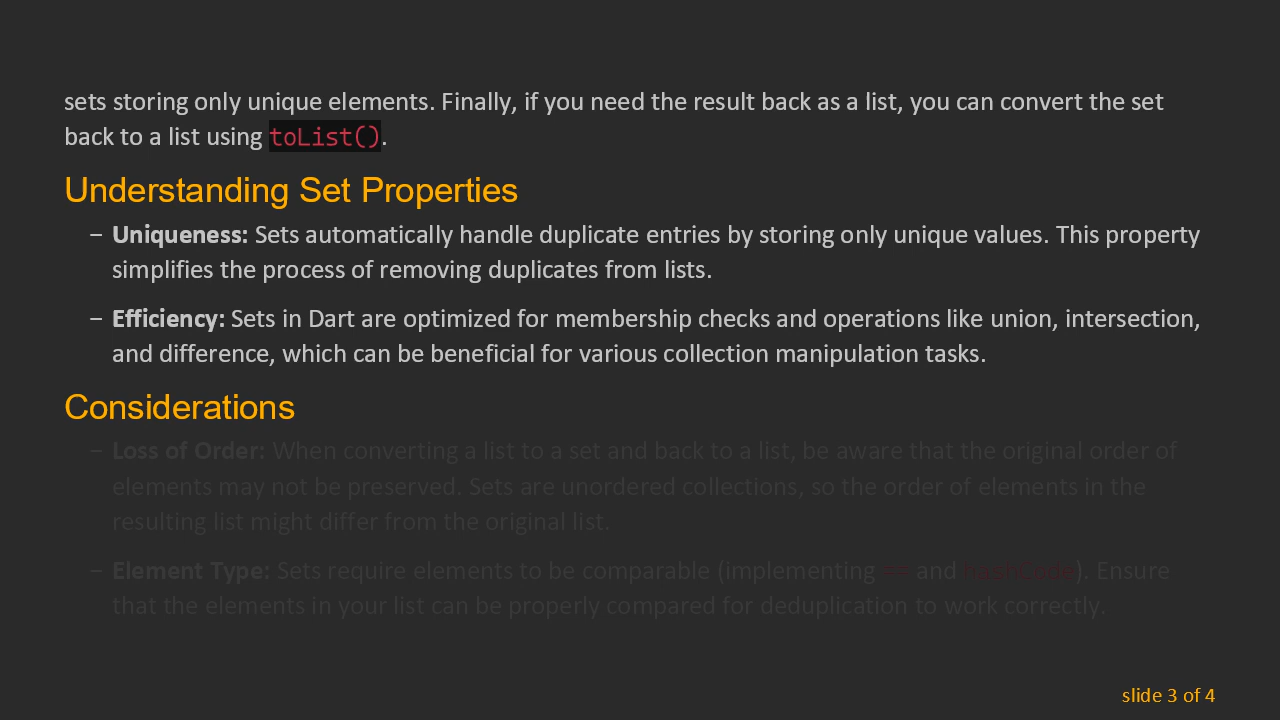 sets storing only unique elements. Finally, if you need the result back as a list, you can convert the set
back to a list using toList().
Understanding Set Properties
– Uniqueness: Sets automatically handle duplicate entries by storing only unique values. This property
simplifies the process of removing duplicates from lists.
– Efficiency: Sets in Dart are optimized for membership checks and operations like union, intersection,
and difference, which can be beneficial for various collection manipulation tasks.
Considerations
– Loss of Order: When converting a list to a set and back to a list, be aware that the original order of
elements may not be preserved. Sets are unordered collections, so the order of elements in the
resulting list might differ from the original list.
– Element Type: Sets require elements to be comparable (implementing == and hashCode). Ensure
that the elements in your list can be properly compared for deduplication to work correctly.
slide 3 of 4